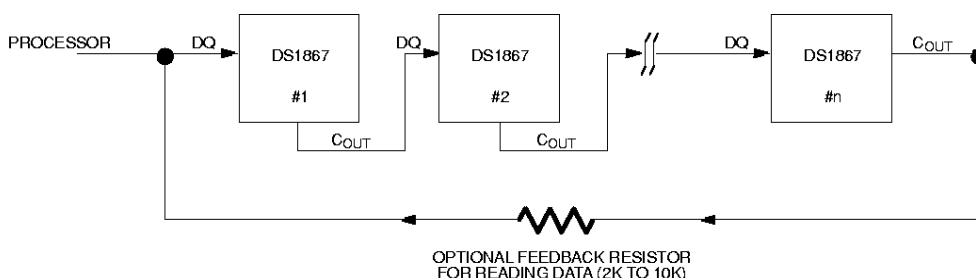 PROCESSOR
DQ
DS1867
#1
COUT
DQ
DS1867
#2
COUT
DQ
DS1867
#n
COUT
OPTIONAL FEEDBACK RESISTOR
FOR READING DATA (2K TO 10K)